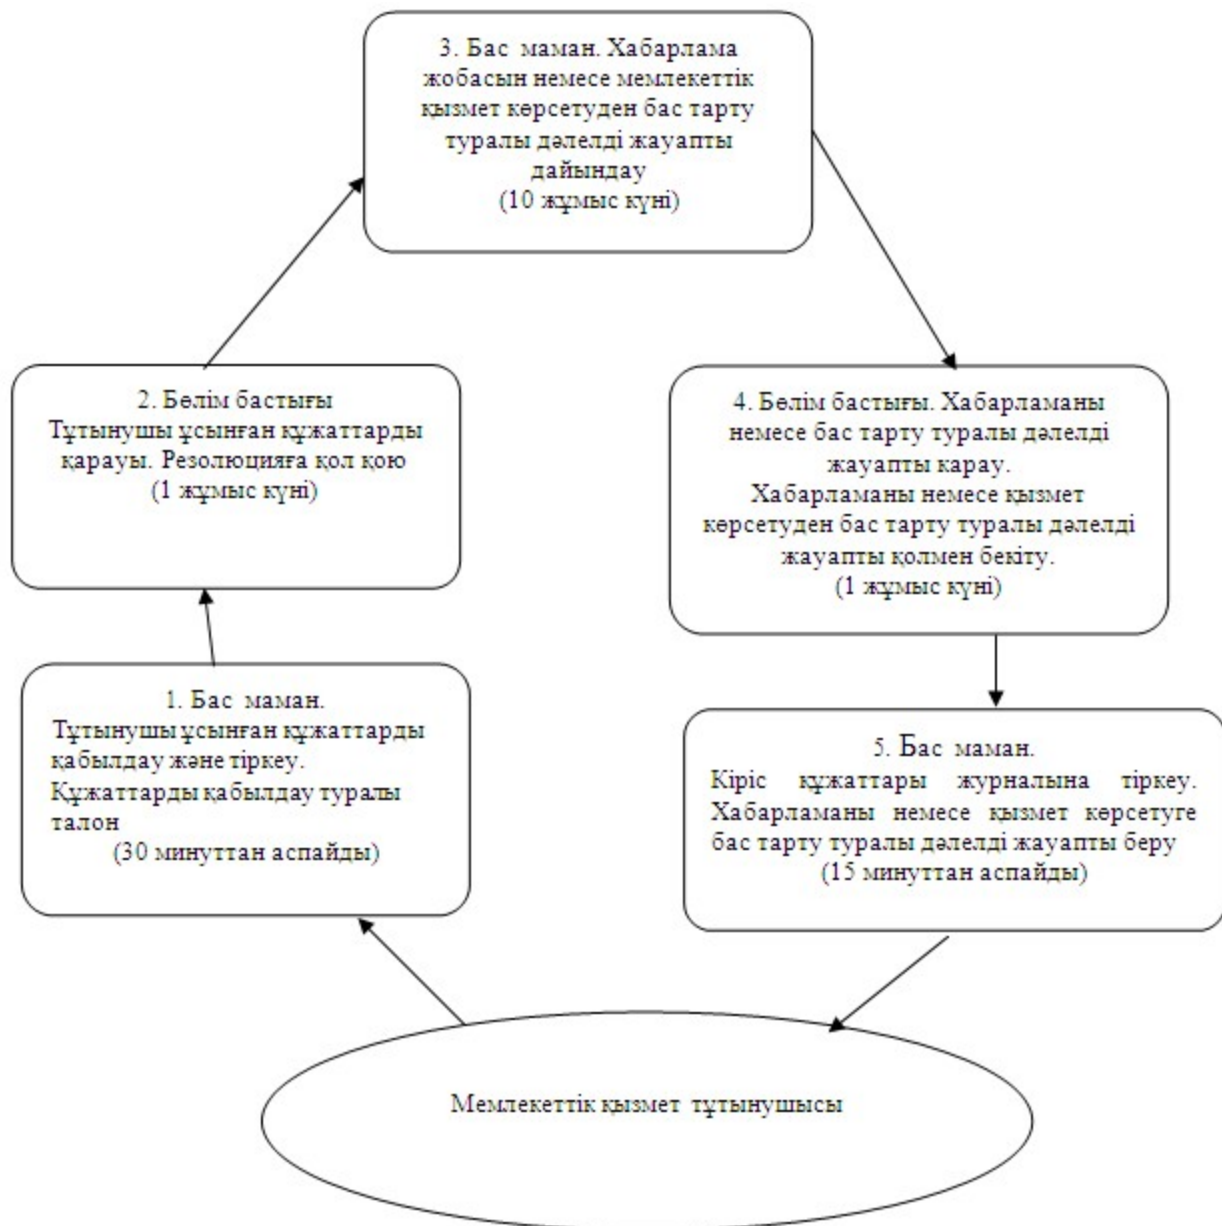 3. Бас маман. Хабарлама
жобасын немесе мемлекеттік
қызмет көрсетуден бас тарту
туралы дәлелді жауапты
дайындау
(10 жұмыс күні)
2. Бөлім бастығы
Тұтынушы ұсынған құжаттарды
қарауы. Резолюцияға қол қою
(1 жұмыс күні)
4. Бөлім бастығы. Хабарламаны
немесе бас тарту туралы дәлелді
жауапты карау.
Хабарламаны немесе қызмет
көрсетуден бас тарту туралы дәлелді
жауапты қолмен бекіту.
(1 жұмыс күні)
1. Бас маман.
Тұтынушы ұсынған құжаттарды
қабылдау және тіркеу.
Құжаттарды қабылдау туралы
талон
(30 минуттан аспайды)
5. Бас маман.
Кіріс құжаттары журналына тіркеу.
Хабарламаны немесе қызмет көрсетуге
бас тарту туралы дәлелді жауапты беру
(15 минуттан аспайды)
Мемлекеттік қызмет тұтынушысы